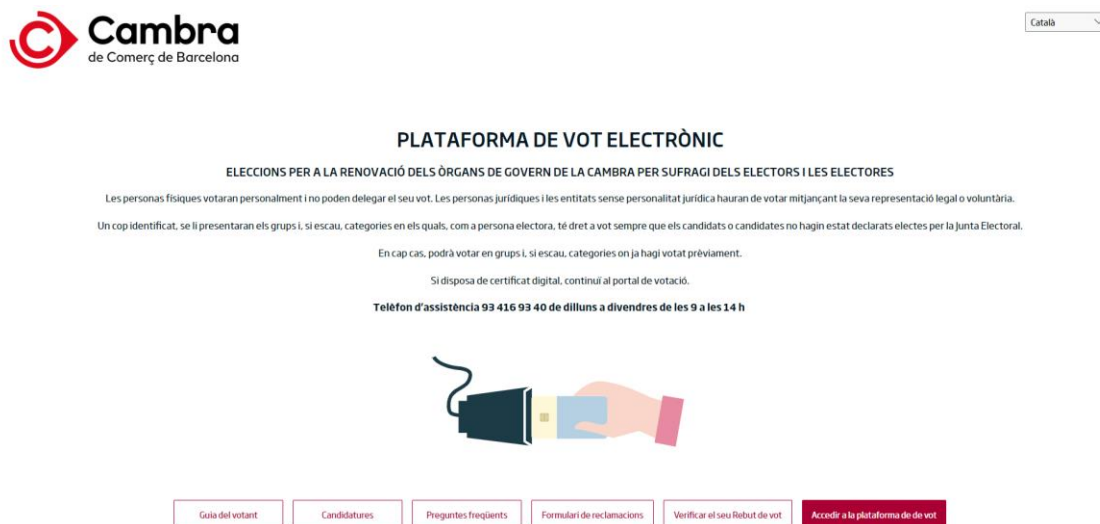 Cambra
de Comerç de Barcelona
Català
PLATAFORMA DE VOT ELECTRÒNIC
ELECCIONS PER A LA RENOVACIÓ DELS ÒRGANS DE GOVERN DE LA CAMBRA PER SUFRAGI DELS ELECTORS I LES ELECTORES
Les personas físiques votaran personalment i no poden delegar el seu vot. Les personas jurídiques i les entitats sense personalitat jurídica hauran de votar mitjançant la seva representació legal o voluntària.
Un cop identificat, se li presentaran els grups i, si escau, categories en els quals, com a persona electora, té dret a vot sempre que els candidats o candidates no hagin estat declarats electes per la Junta Electoral.
En cap cas, podrà votar en grups i, si escau, categories on ja hagi votat prèviament.
Si disposa de certificat digital, continuï al portal de votació.
Telèfon d'assistència 93 416 93 40 de dilluns a divendres de les 9 a les 14 h
Guia del votant
Candidatures
Preguntes freqüents
Formulari de reclamacions
Verificar el seu Rebut de vot
Accedir a la plataforma de de vot